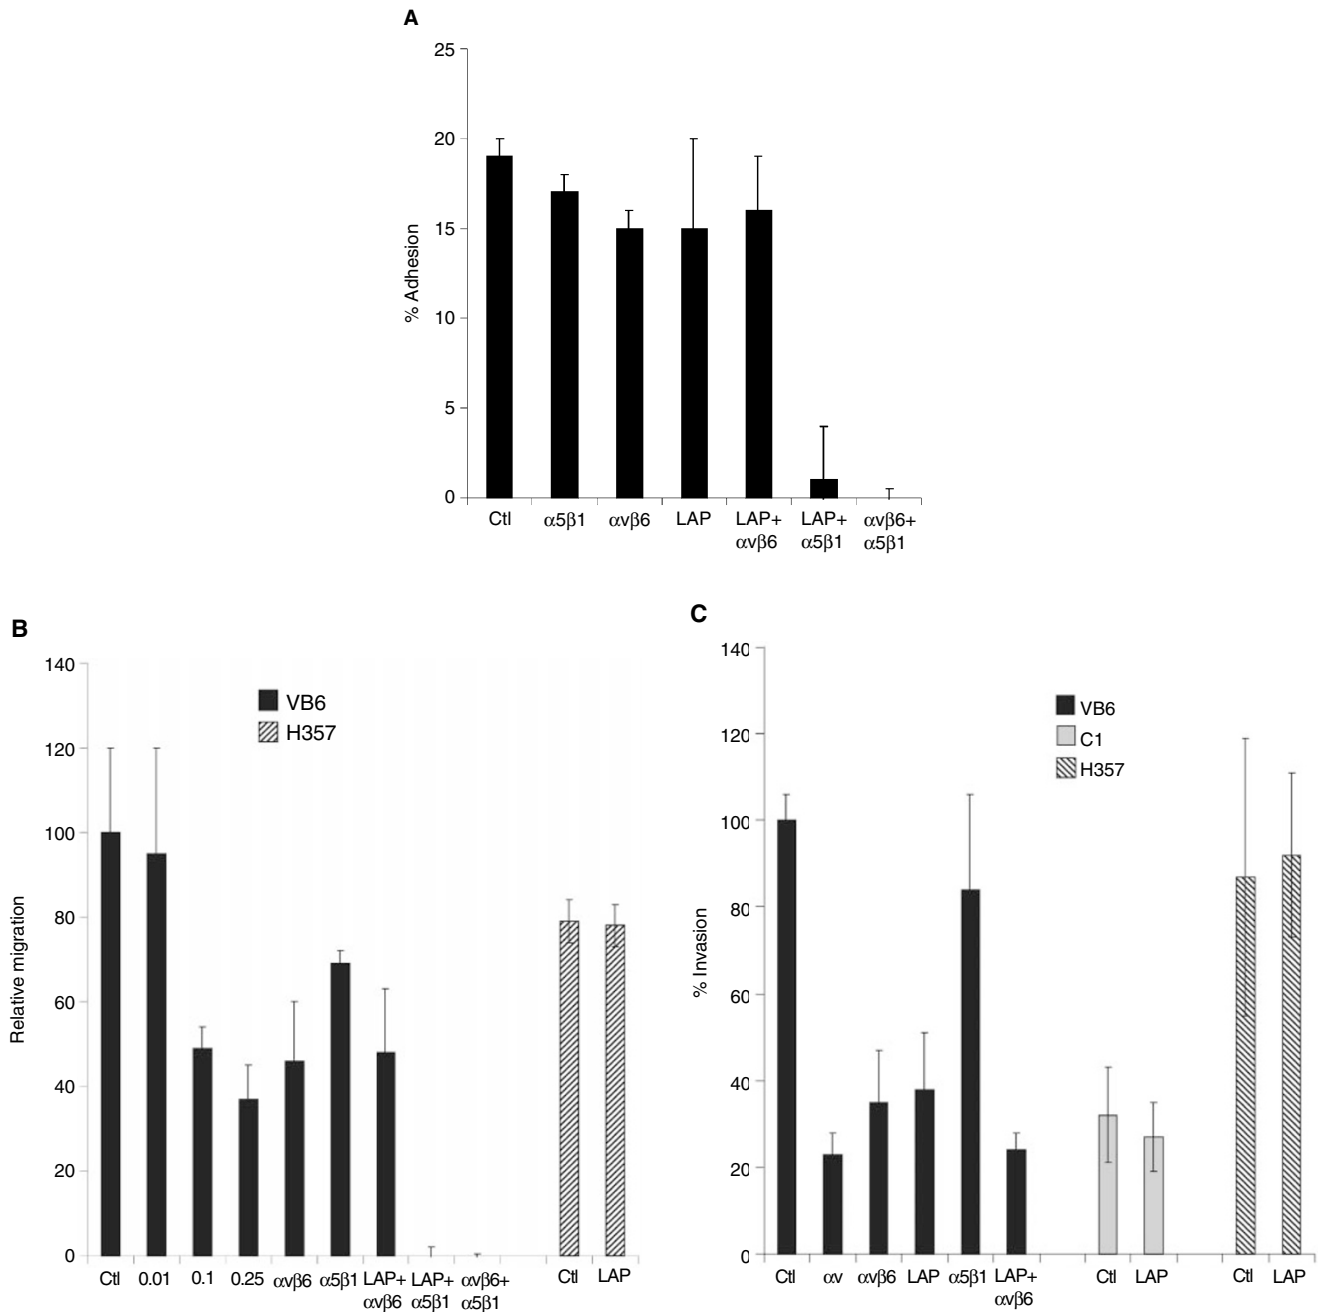 A
25
20
15
10
5
0
% Adhesion
Ctl α5β1 αvβ6 LAP LAP+ LAP+ αvβ6+
αvβ6 α5β1 α5β1
B
140
120
100
80
60
40
20
0
Relative migration
VB6
H357
Ctl 0.01 0.1 0.25 αvβ6 α5β1 LAP+ LAP+ αvβ6+ Ctl LAP
αvβ6 α5β1 α5β1
C
140
120
100
80
60
40
20
0
% Invasion
VB6
C1
H357
Ctl αv αvβ6 LAP α5β1 LAP+ Ctl LAP Ctl LAP
αvβ6